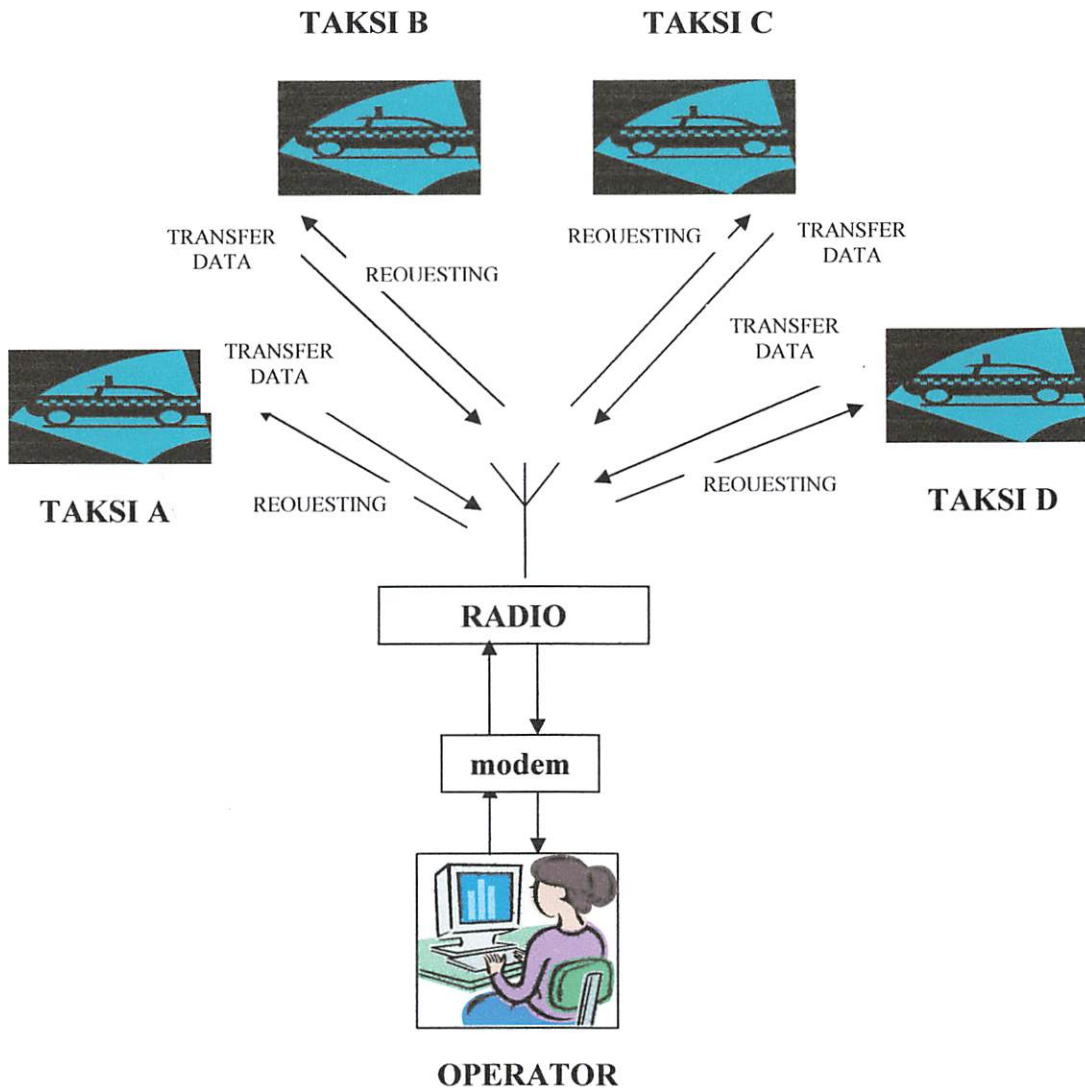 TAKSI B
TAKSI C
TRANSFER
DATA
REOUESTING
REOUESTING
TRANSFER
DATA
TRANSFER
DATA
REOUESTING
TAKSI A
TRANSFER
DATA
REOUESTING
TAKSI D
RADIO
modem
OPERATOR